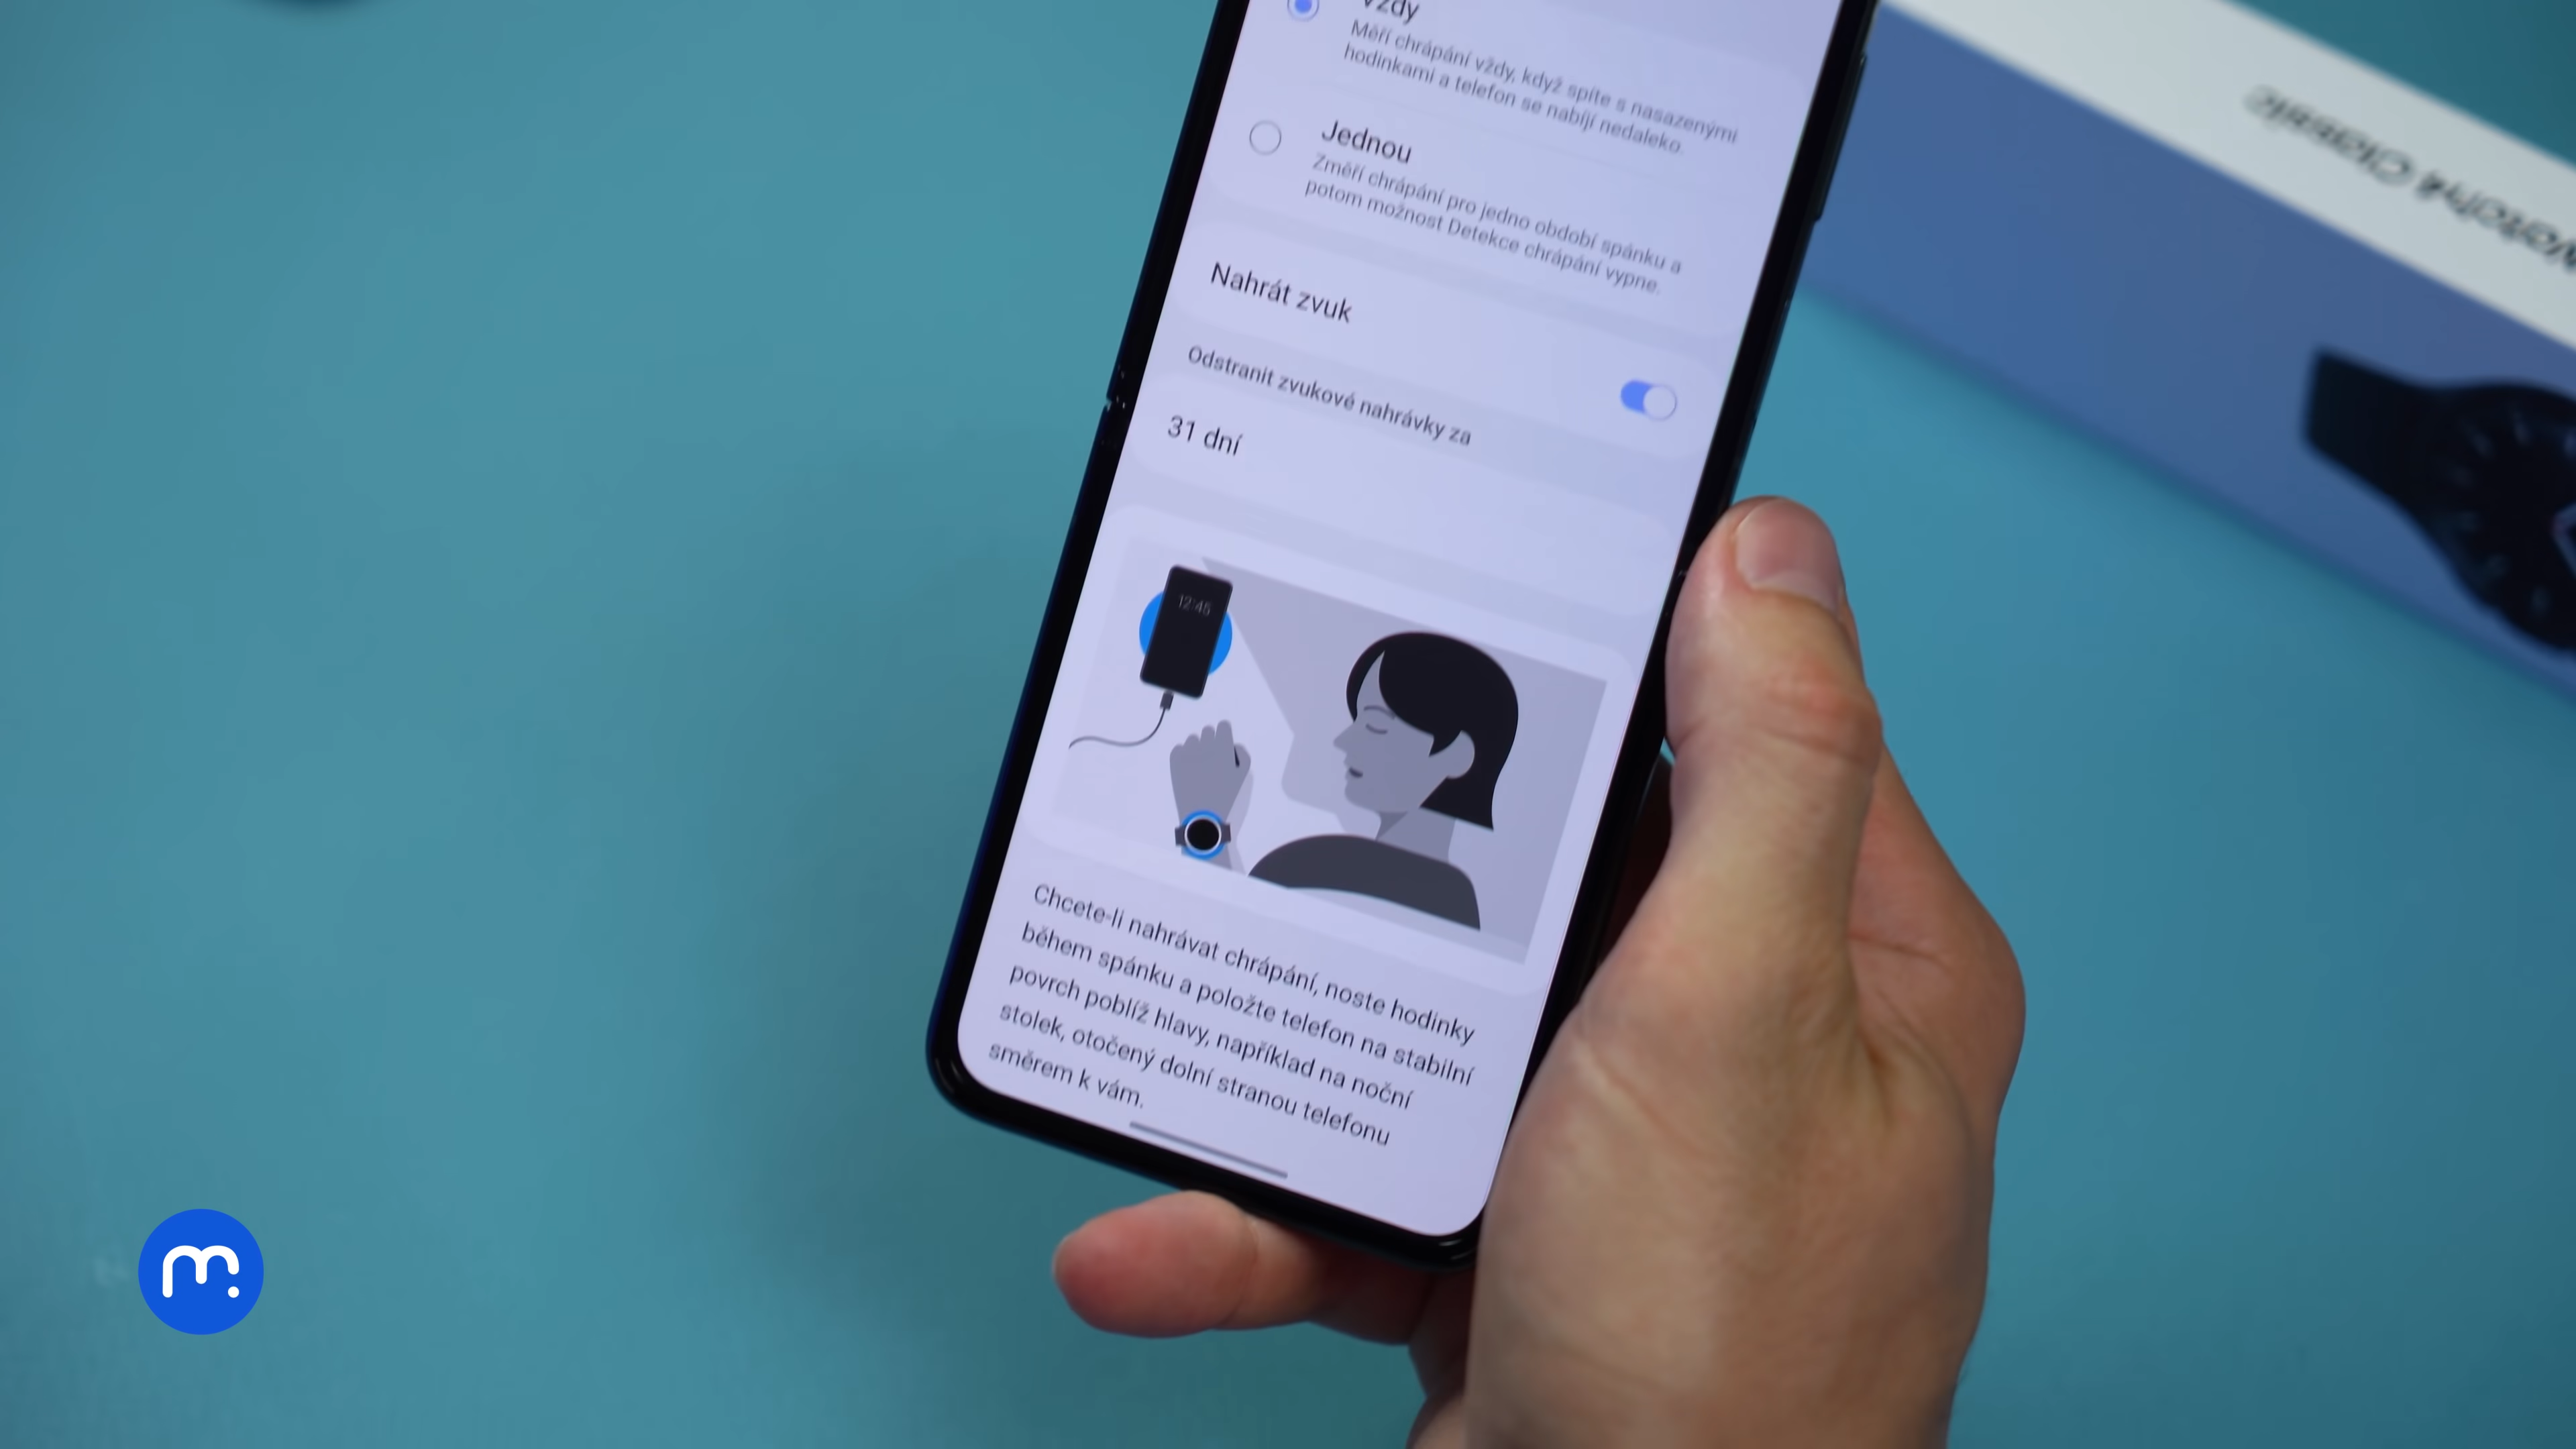 Vždy
Měří chrápání vždy, když spíte s nasazenými
hodinkami a telefon se nabíjí nedaleko.
Jednou
Změří chrápání pro jedno období spánku a
potom možnost Detekce chrápání vypne.
Nahrát zvuk
Odstranit zvukové nahrávky za
31 dní
12:45
Chcete-li nahrávat chrápání, noste hodinky
během spánku a položte telefon na stabilní
povrch poblíž hlavy, například na noční
stolek, otočený dolní stranou telefonu
směrem k vám.
Watch4 Classic
m.